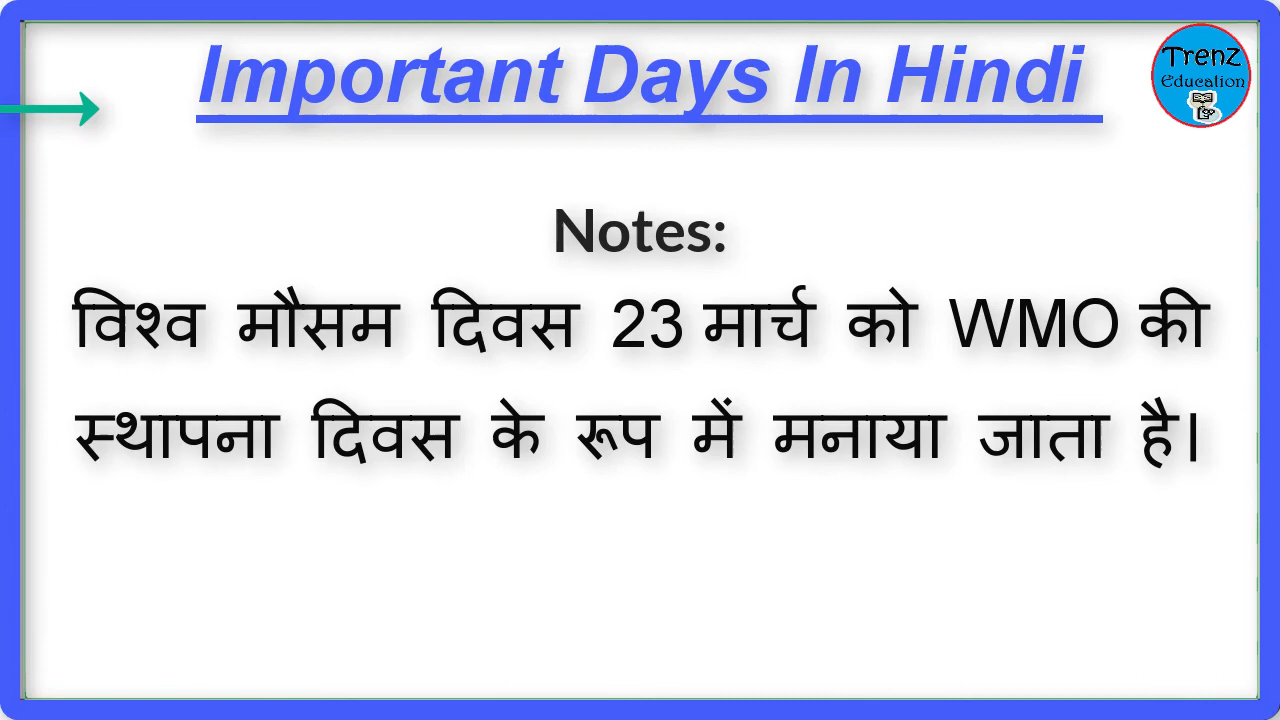 Important Days In Hindi
Trenz
Education
Notes:
विश्व मौसम दिवस 23 मार्च को WMO की
स्थापना दिवस के रूप में मनाया जाता है।